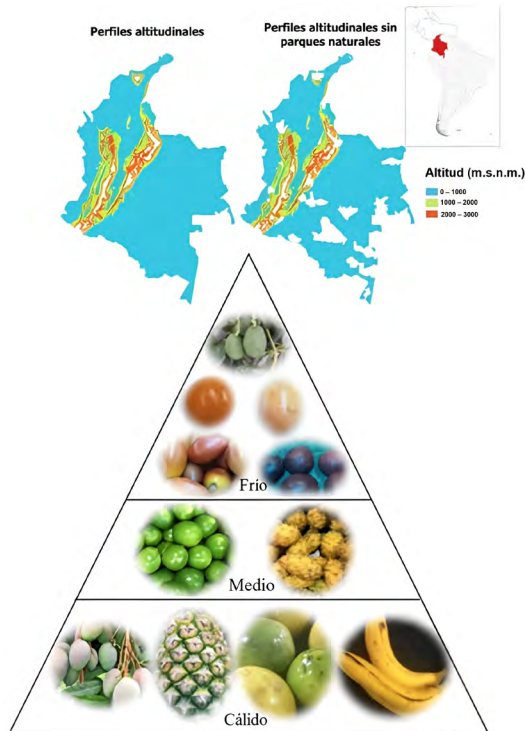 Perfiles altitudinales
Perfiles altitudinales sin
parques naturales
Altitud (m.s.n.m.)
0 – 1000
1000 – 2000
2000 – 3000
Frío
Medio
Cálido